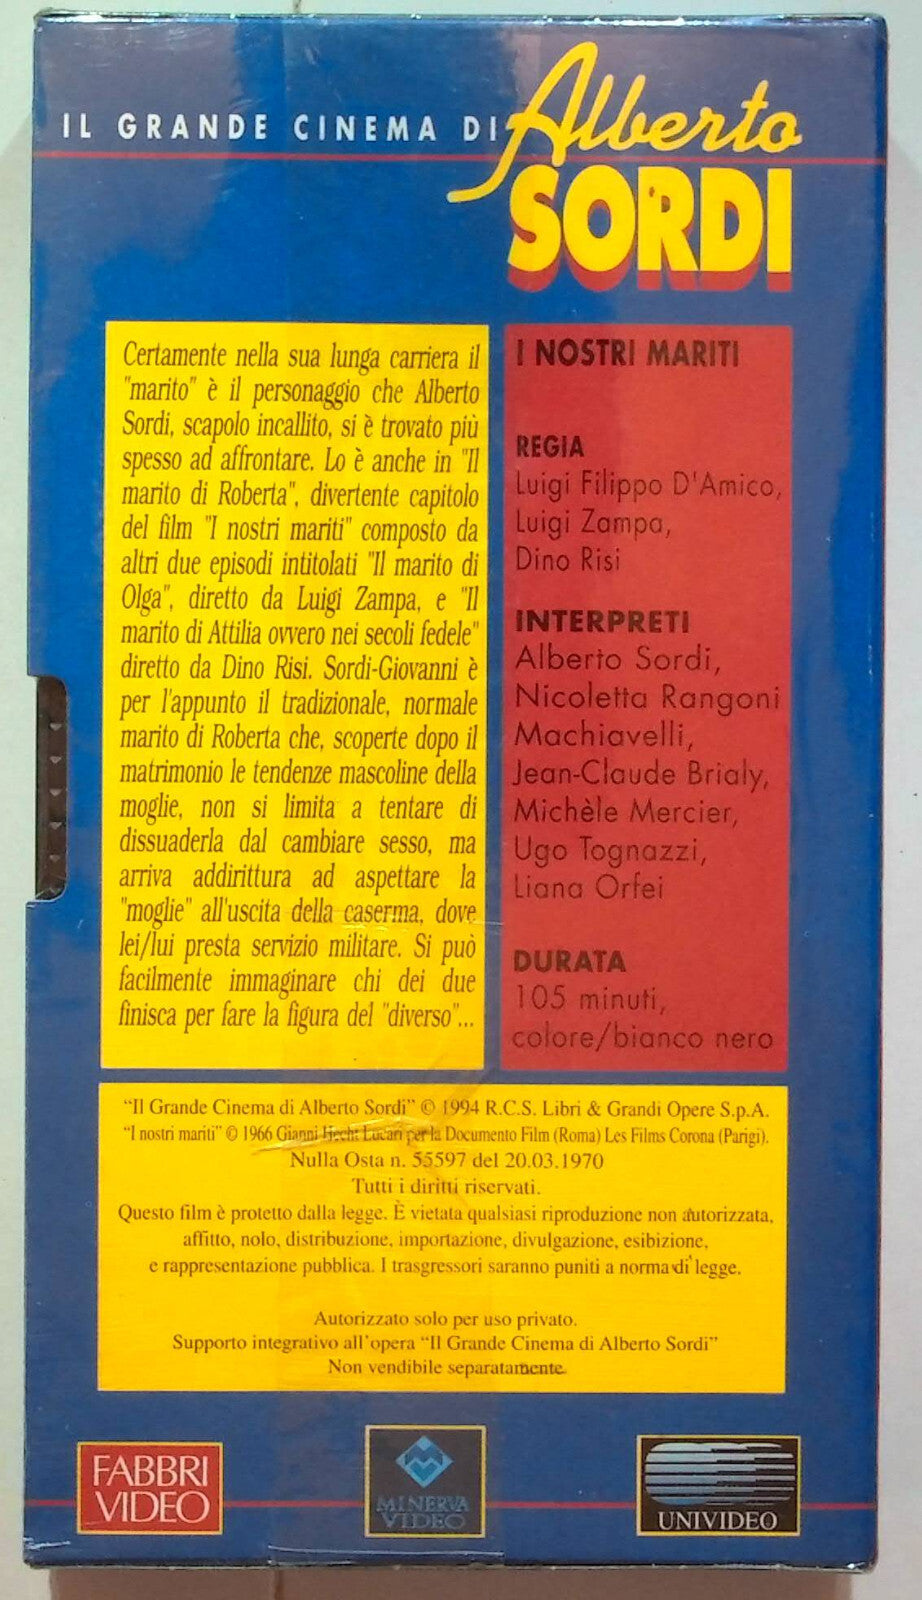 IL GRANDE CINEMA DI Alberto
SORDI
Certamente nella sua lunga carriera il
"marito" è il personaggio che Alberto
Sordi, scapolo incallito, si è trovato più
spesso ad affrontare. Lo è anche in "Il
marito di Roberta", divertente capitolo
del film "I nostri mariti" composto da
altri due episodi intitolati "Il marito di
Olga", diretto da Luigi Zampa, e "Il
marito di Attilia ovvero nei secoli fedele"
diretto da Dino Risi. Sordi-Giovanni è
per l'appunto il tradizionale, normale
marito di Roberta che, scoperte dopo il
matrimonio le tendenze mascoline della
moglie, non si limita a tentare di
dissuaderla dal cambiare sesso, ma
arriva addirittura ad aspettare la
"moglie" all'uscita della caserma, dove
lei/lui presta servizio militare. Si può
facilmente immaginare chi dei due
finisca per fare la figura del "diverso"...
I NOSTRI MARITI
REGIA
Luigi Filippo D'Amico,
Luigi Zampa,
Dino Risi
INTERPRETI
Alberto Sordi,
Nicoletta Rangoni
Machiavelli,
Jean-Claude Brialy,
Michèle Mercier,
Ugo Tognazzi,
Liana Orfei
DURATA
105 minuti,
colore/bianco nero
“Il Grande Cinema di Alberto Sordi” © 1994 R.C.S. Libri & Grandi Opere S.p.A.
“I nostri mariti” © 1966 Gianni Hecht Lucari per la Documento Film (Roma) Les Films Corona (Parigi).
Nulla Osta n. 55597 del 20.03.1970
Tutti i diritti riservati.
Questo film è protetto dalla legge. È vietata qualsiasi riproduzione non autorizzata,
affitto, nolo, distribuzione, importazione, divulgazione, esibizione,
e rappresentazione pubblica. I trasgressori saranno puniti a norma di legge.
Autorizzato solo per uso privato.
Supporto integrativo all'opera “Il Grande Cinema di Alberto Sordi”
Non vendibile separatamente.
FABBRI
VIDEO
MINERVA
VIDEO
UNIVIDEO